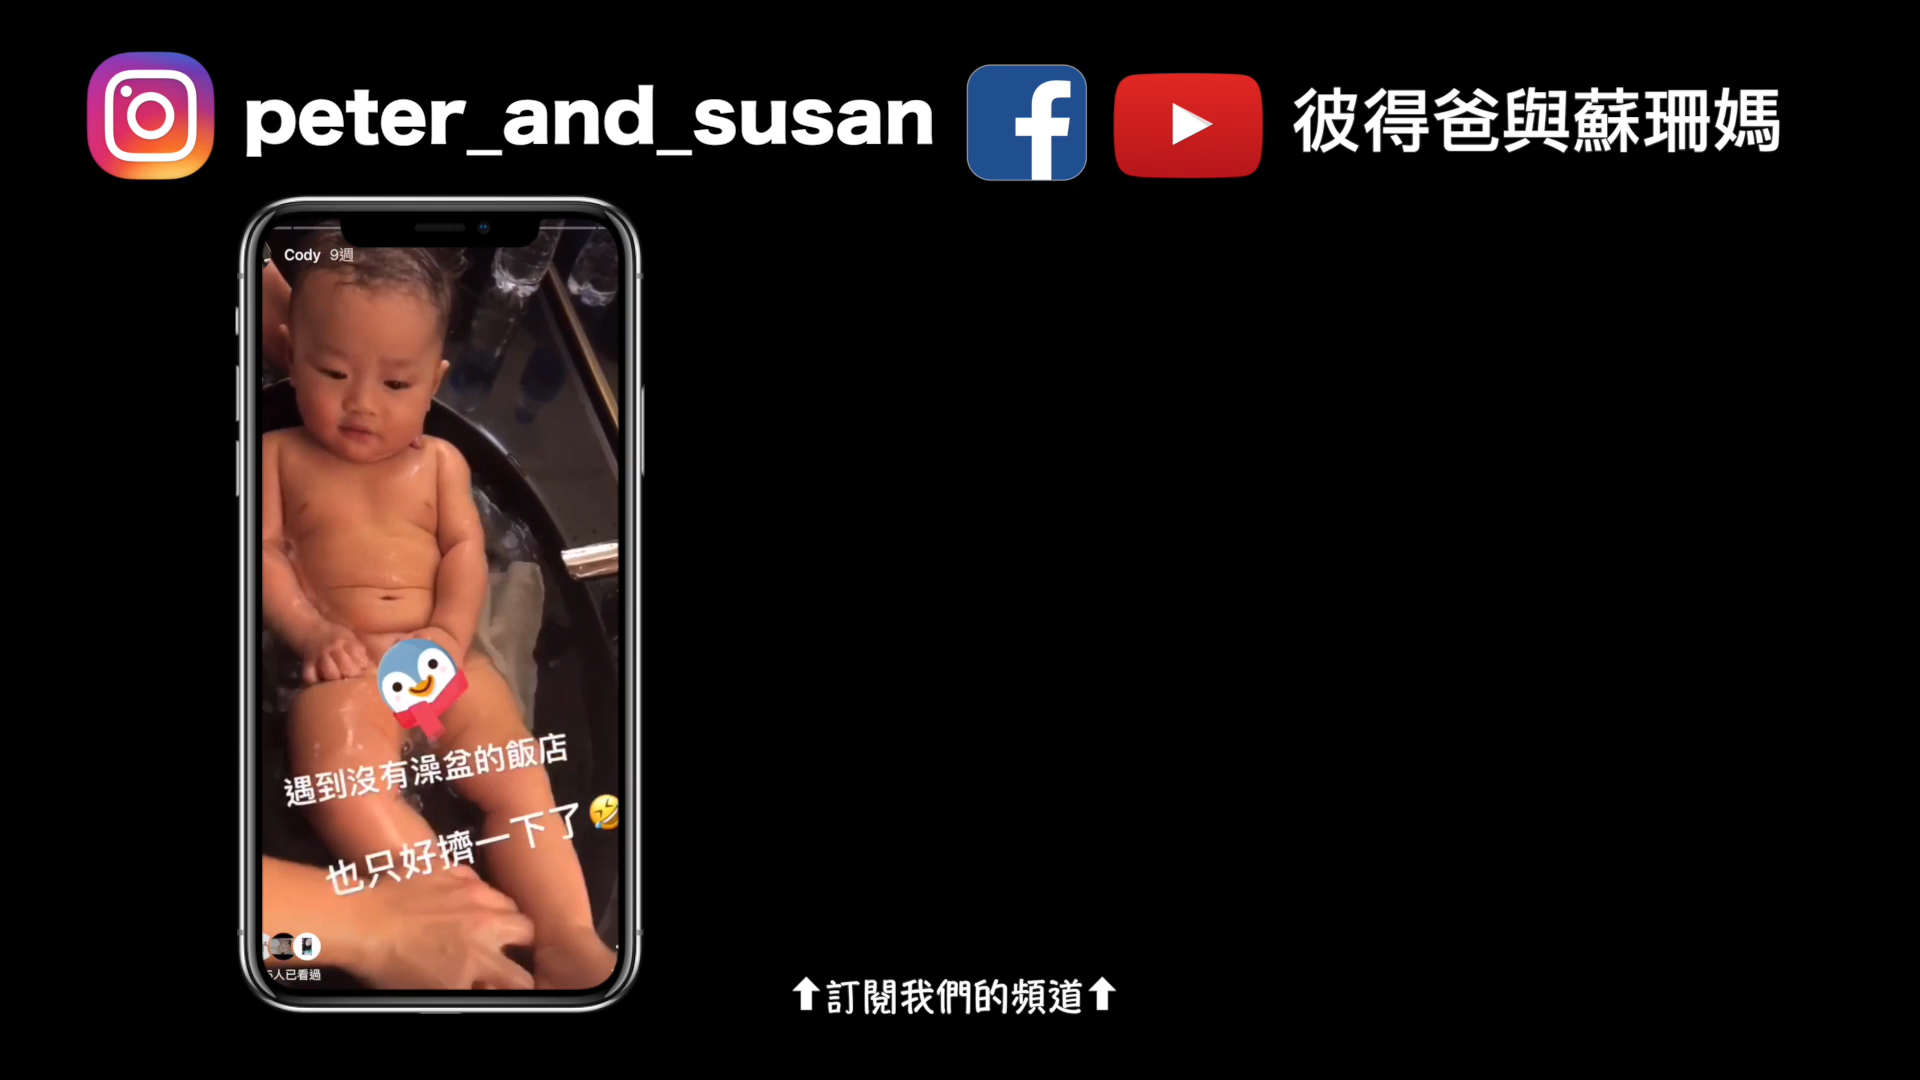 peter_and_susan
彼得爸與蘇珊媽
Cody 9週
遇到沒有澡盆的飯店
也只好擠一下了🤣
人已看過
⬆訂閱我們的頻道⬆